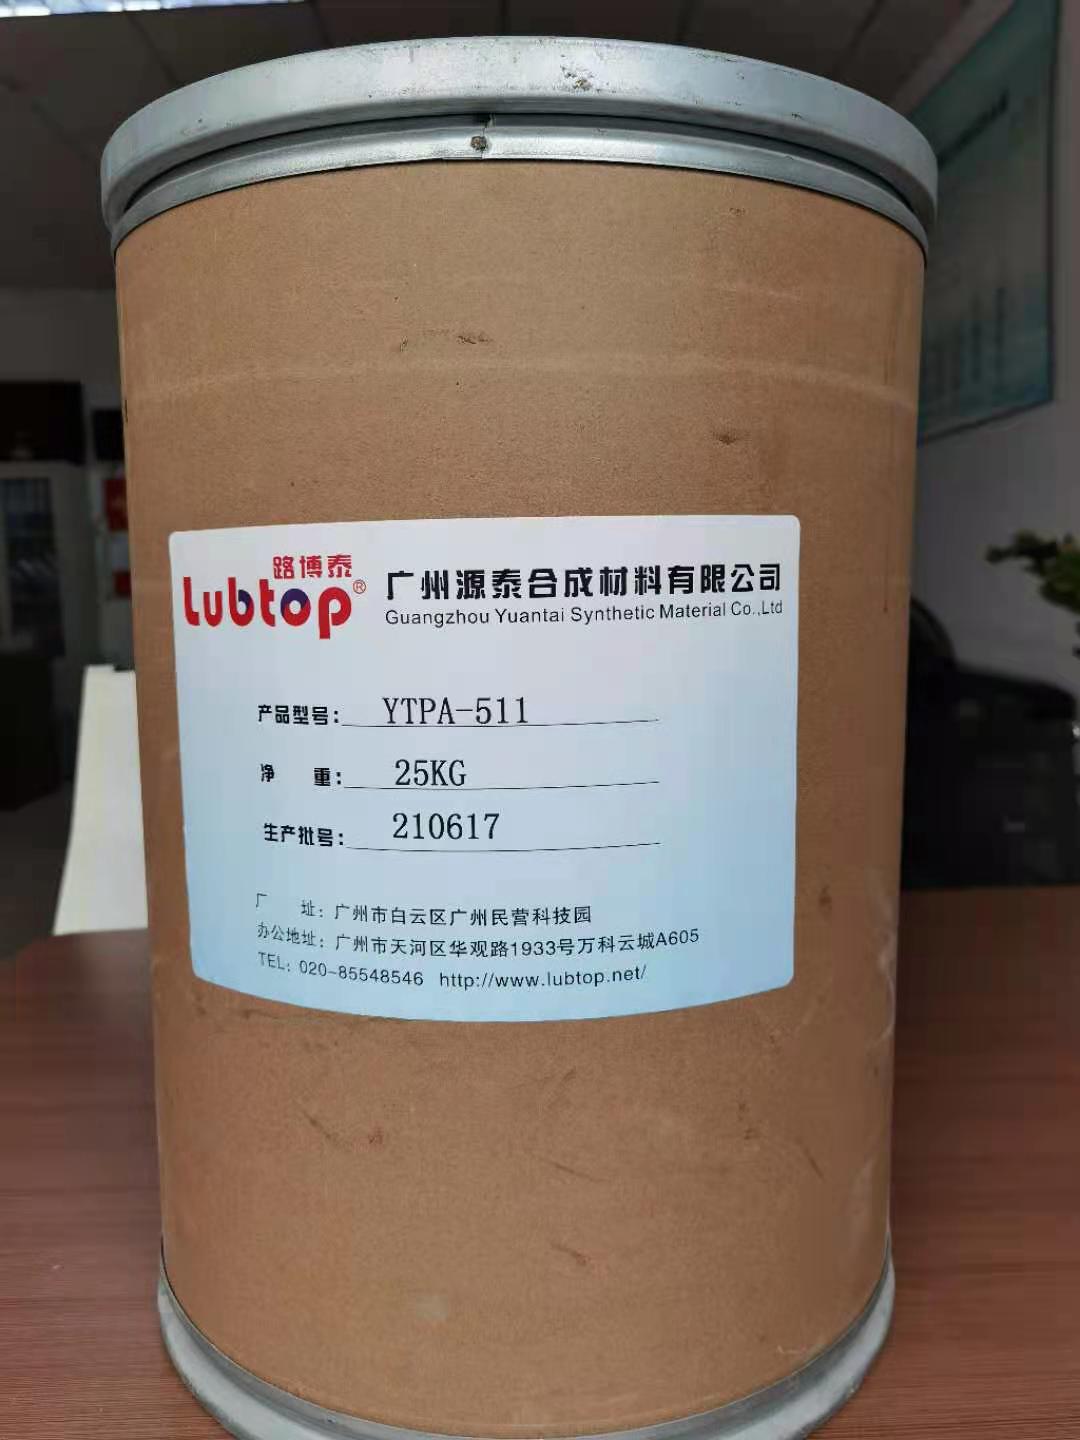 路博泰
Lubtop®
广州源泰合成材料有限公司
Guangzhou Yuantai Synthetic Material Co.,Ltd
产品型号: YTPA-511
净 重: 25KG
生产批号: 210617
厂 址: 广州市白云区广州民营科技园
办公地址: 广州市天河区华观路1933号万科云城A605
TEL: 020-85548546 http://www.lubtop.net/